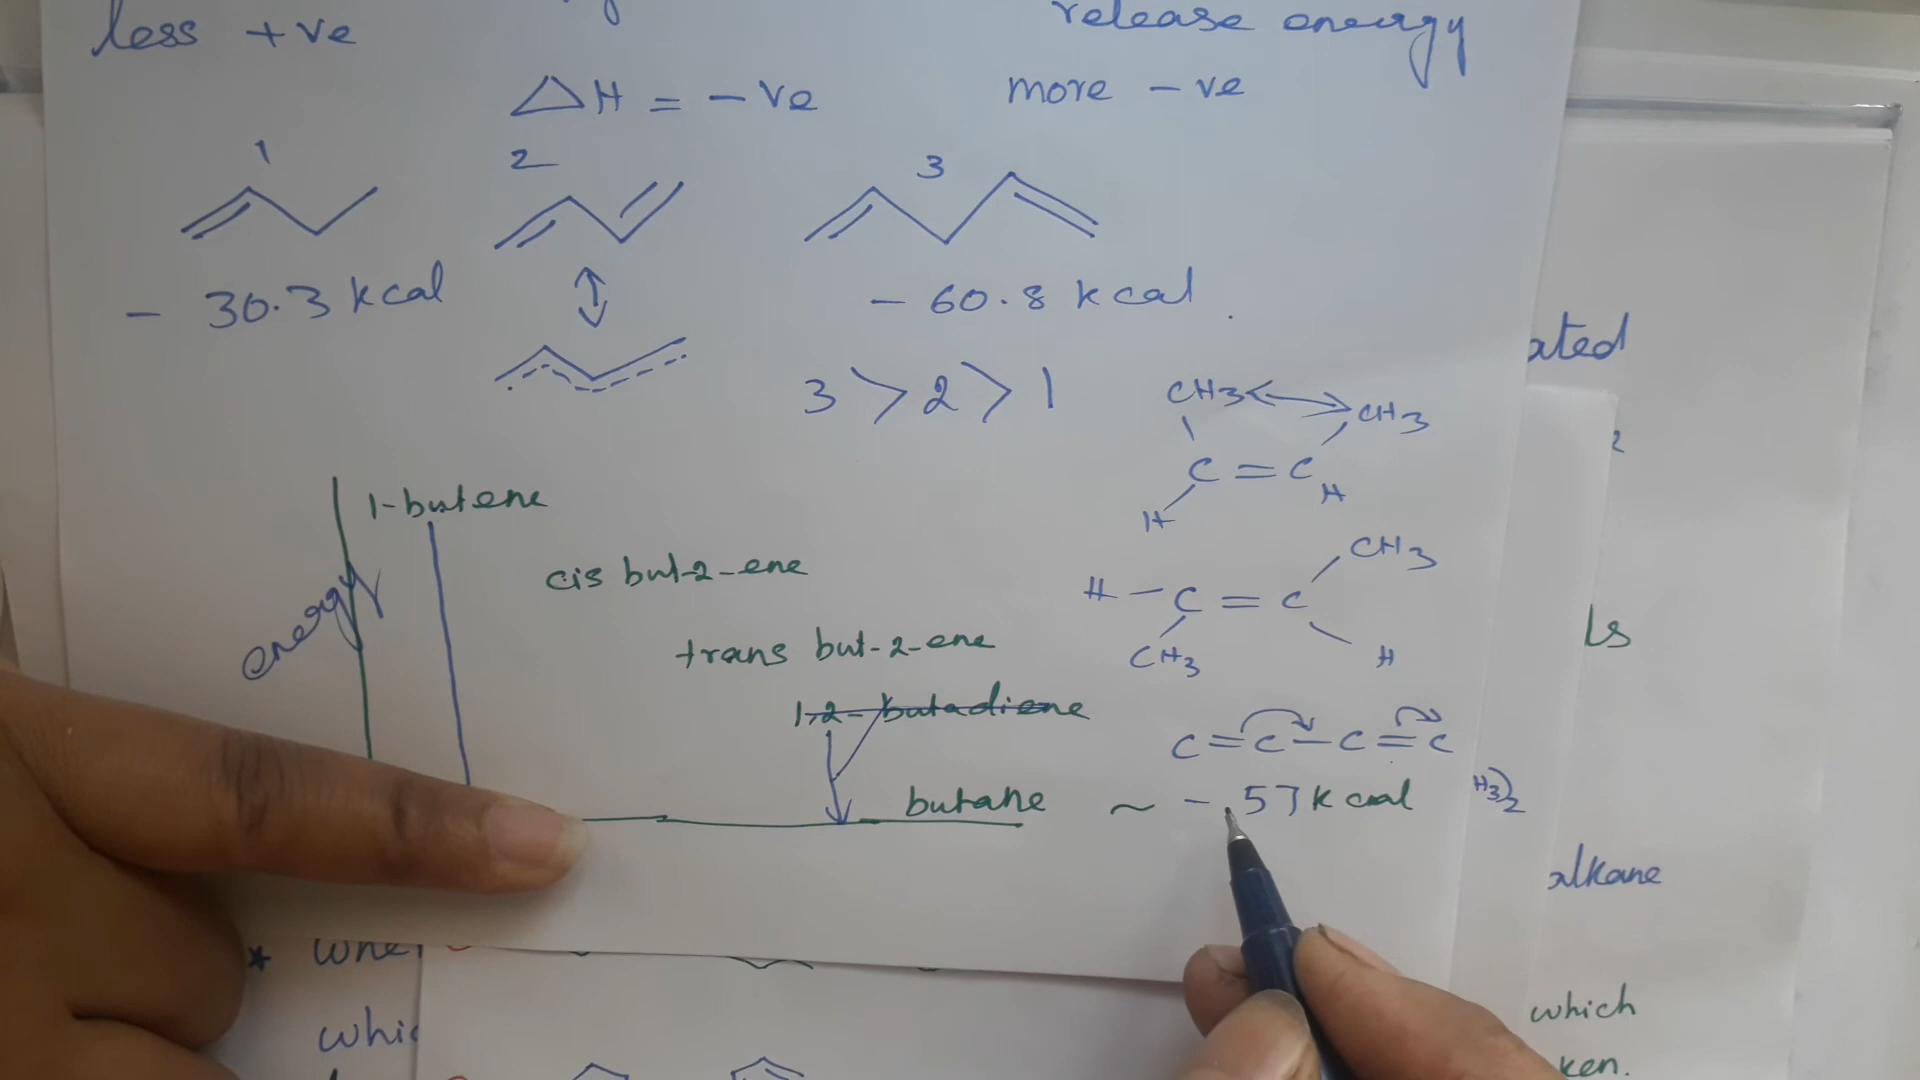 less +ve
release energy
△H = -ve
more -ve
1
2
3
- 30.3 kcal
- 60.8 kcal
3 > 2 > 1
CH3 CH3
C = C
H H
ated
1-butene
energy
cis but-2-ene
H - C = C
CH3
CH3 H
trans but-2-ene
ls
1,2-butadiene
C = C - C = C
butane ~ - 57 kcal
H3)2
alkane
which
ken.